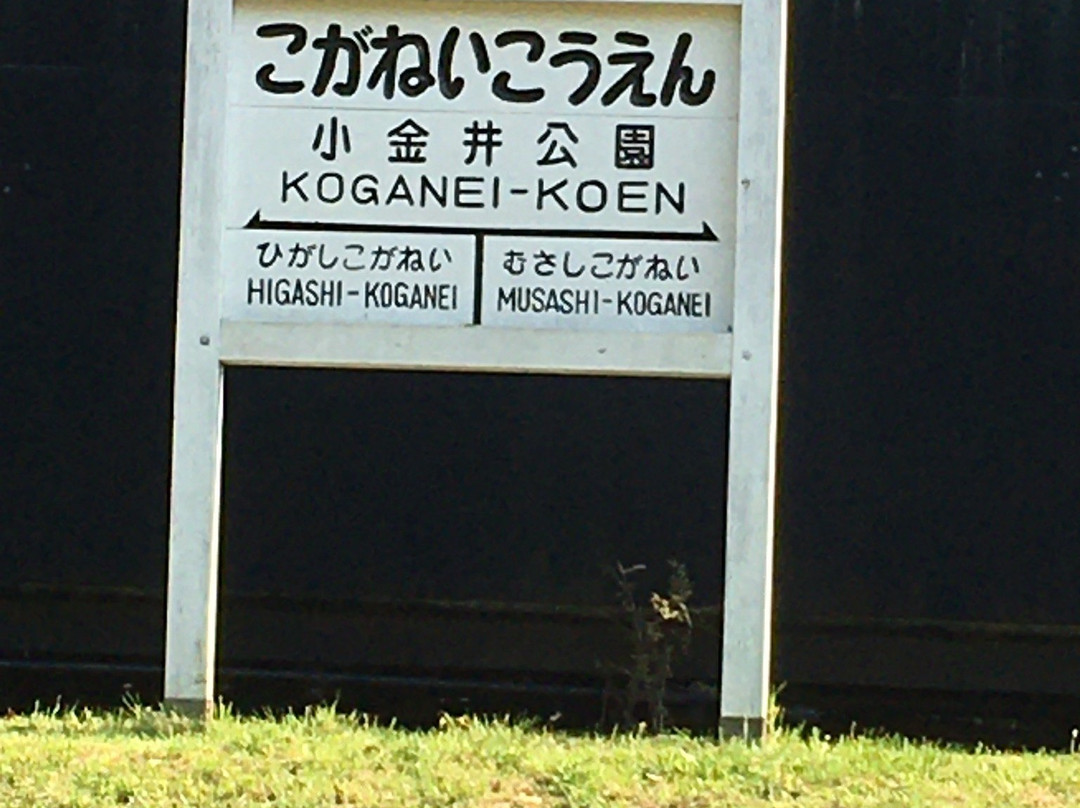 こがねいこうえん
小金井公園
KOGANEI-KOEN
ひがしこがねい むさしこがねい
HIGASHI-KOGANEI MUSASHI-KOGANEI